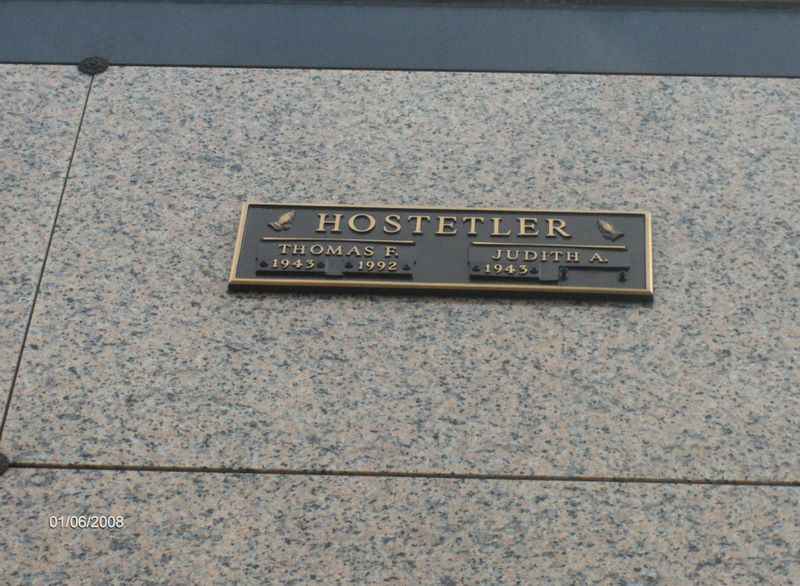 HOSTETLER
THOMAS F. JUDITH A.
1943 1992 1943
01/06/2008